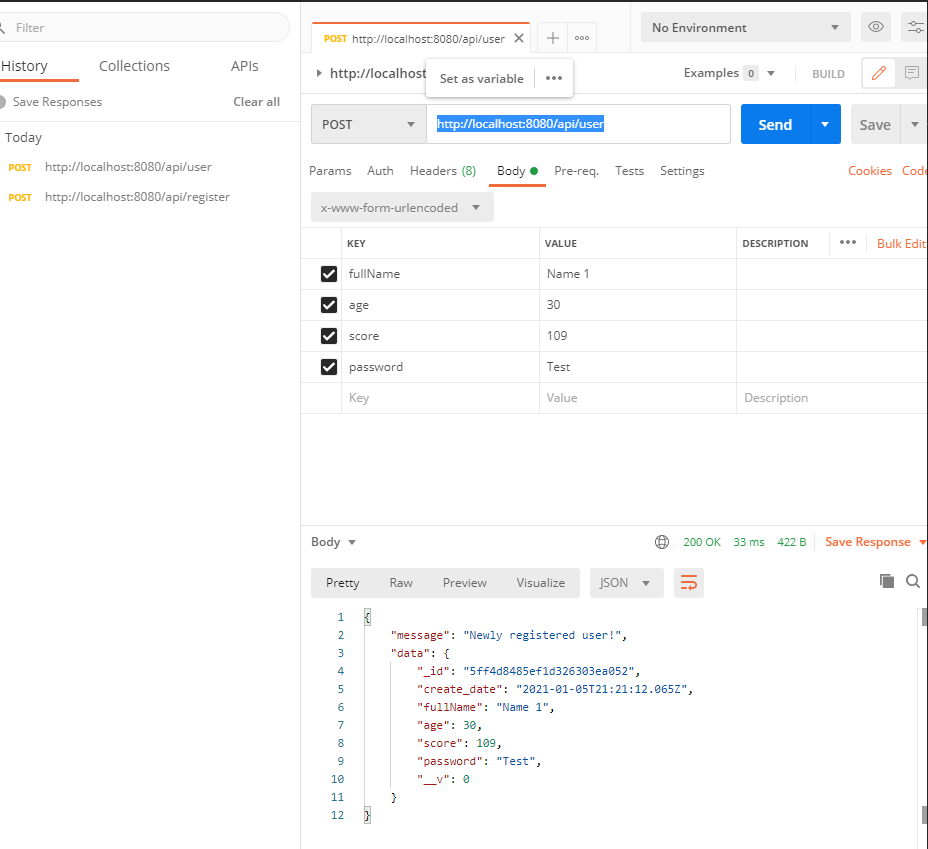 Filter
History Collections APIs
Save Responses Clear all
Today
POST http://localhost:8080/api/user
POST http://localhost:8080/api/register
POST http://localhost:8080/api/user
No Environment
http://localhost
Set as variable
Examples 0 BUILD
POST http://localhost:8080/api/user Send Save
Params Auth Headers (8) Body Pre-req. Tests Settings Cookies Code
x-www-form-urlencoded
KEY VALUE DESCRIPTION Bulk Edit
fullName Name 1
age 30
score 109
password Test
Key Value Description
Body 200 OK 33 ms 422 B Save Response
Pretty Raw Preview Visualize JSON
1 {
2 "message": "Newly registered user!",
3 "data": {
4 "_id": "5ff4d8485ef1d326303ea052",
5 "create_date": "2021-01-05T21:21:12.065Z",
6 "fullName": "Name 1",
7 "age": 30,
8 "score": 109,
9 "password": "Test",
10 "__v": 0
11 }
12 }